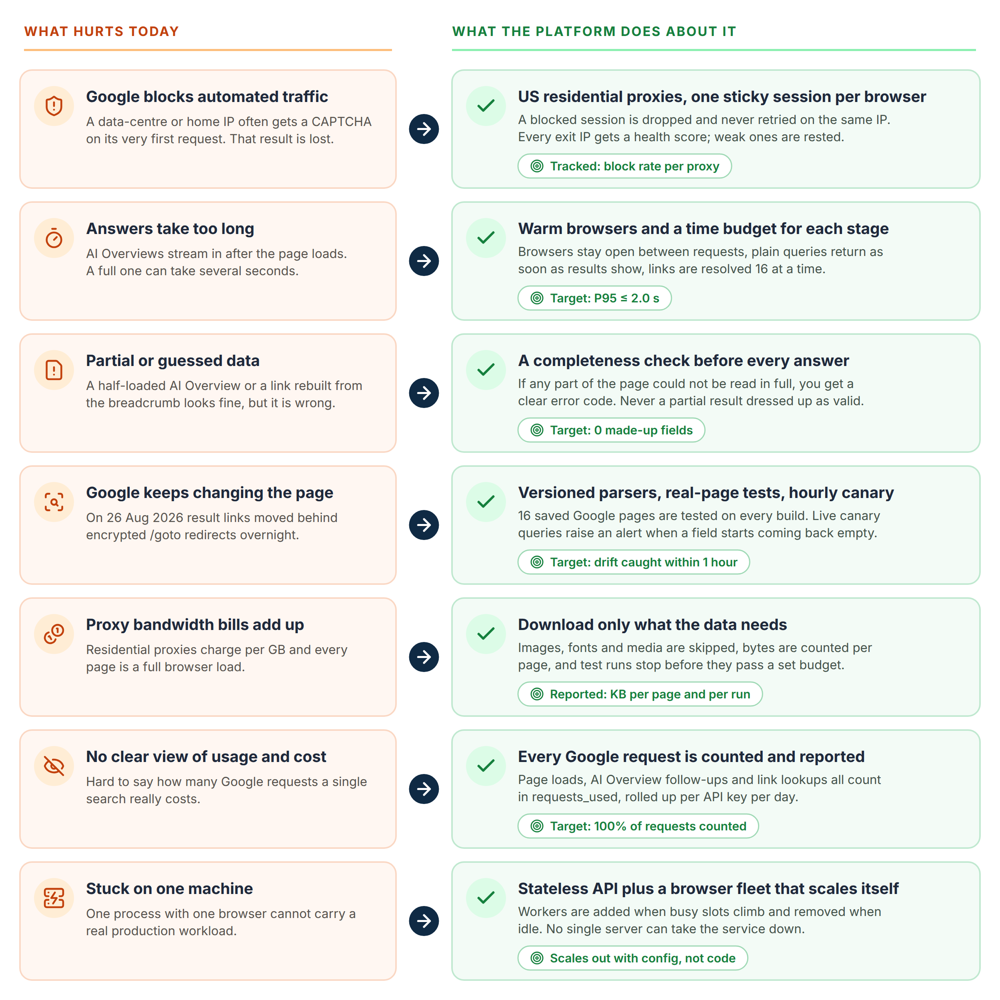 WHAT HURTS TODAY
WHAT THE PLATFORM DOES ABOUT IT
Google blocks automated traffic
A data-centre or home IP often gets a CAPTCHA
on its very first request. That result is lost.
US residential proxies, one sticky session per browser
A blocked session is dropped and never retried on the same IP.
Every exit IP gets a health score; weak ones are rested.
Tracked: block rate per proxy
Answers take too long
AI Overviews stream in after the page loads.
A full one can take several seconds.
Warm browsers and a time budget for each stage
Browsers stay open between requests, plain queries return as
soon as results show, links are resolved 16 at a time.
Target: P95 ≤ 2.0 s
Partial or guessed data
A half-loaded AI Overview or a link rebuilt from
the breadcrumb looks fine, but it is wrong.
A completeness check before every answer
If any part of the page could not be read in full, you get a
clear error code. Never a partial result dressed up as valid.
Target: 0 made-up fields
Google keeps changing the page
On 26 Aug 2026 result links moved behind
encrypted /goto redirects overnight.
Versioned parsers, real-page tests, hourly canary
16 saved Google pages are tested on every build. Live canary
queries raise an alert when a field starts coming back empty.
Target: drift caught within 1 hour
Proxy bandwidth bills add up
Residential proxies charge per GB and every
page is a full browser load.
Download only what the data needs
Images, fonts and media are skipped, bytes are counted per
page, and test runs stop before they pass a set budget.
Reported: KB per page and per run
No clear view of usage and cost
Hard to say how many Google requests a single
search really costs.
Every Google request is counted and reported
Page loads, AI Overview follow-ups and link lookups all count
in requests_used, rolled up per API key per day.
Target: 100% of requests counted
Stuck on one machine
One process with one browser cannot carry a
real production workload.
Stateless API plus a browser fleet that scales itself
Workers are added when busy slots climb and removed when
idle. No single server can take the service down.
Scales out with config, not code